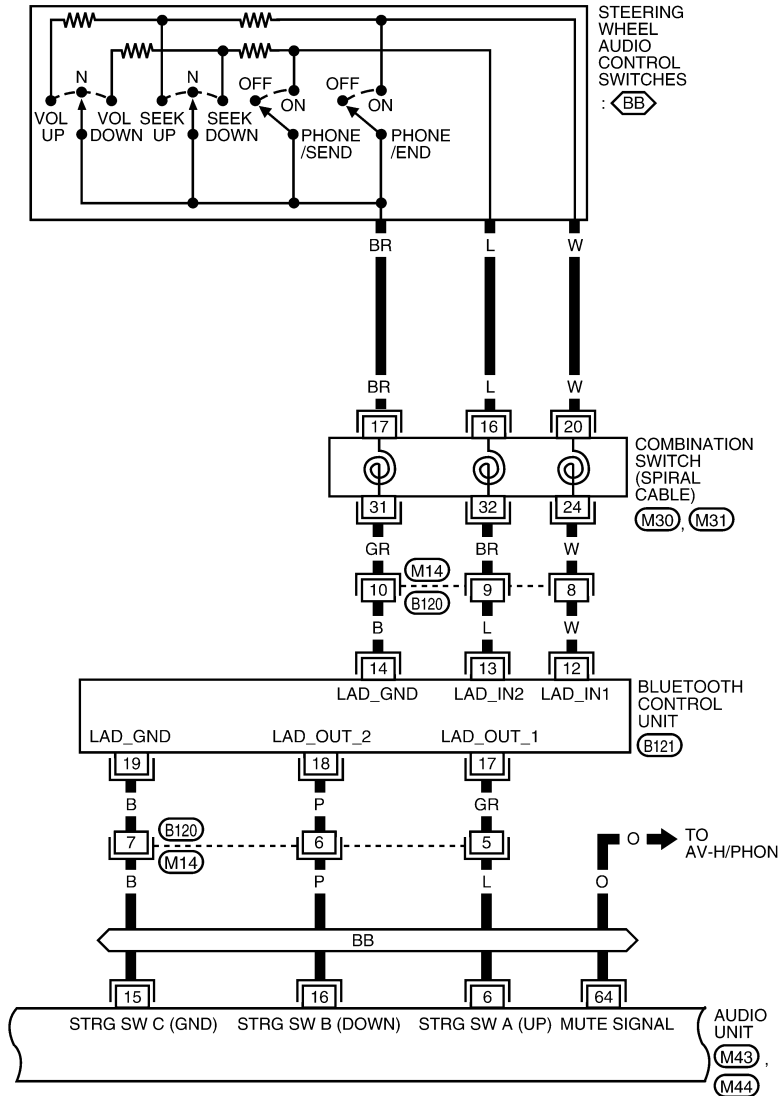 STEERING
WHEEL
AUDIO
CONTROL
SWITCHES
: BB
N
VOL
UP
VOL
DOWN
N
SEEK
UP
SEEK
DOWN
OFF
ON
PHONE
/SEND
OFF
ON
PHONE
/END
BR L W
BR L W
17 16 20
COMBINATION
SWITCH
(SPIRAL
CABLE)
M30 , M31
31 32 24
GR BR W
M14
10 9 8
B120
B L W
14 13 12
LAD_GND LAD_IN2 LAD_IN1
BLUETOOTH
CONTROL
UNIT
B121
LAD_GND LAD_OUT_2 LAD_OUT_1
19 18 17
B P GR
B120
7 6 5
M14
B P L
O
TO
AV-H/PHON
O
BB
15 16 6 64
STRG SW C (GND) STRG SW B (DOWN) STRG SW A (UP) MUTE SIGNAL
AUDIO
UNIT
M43 ,
M44